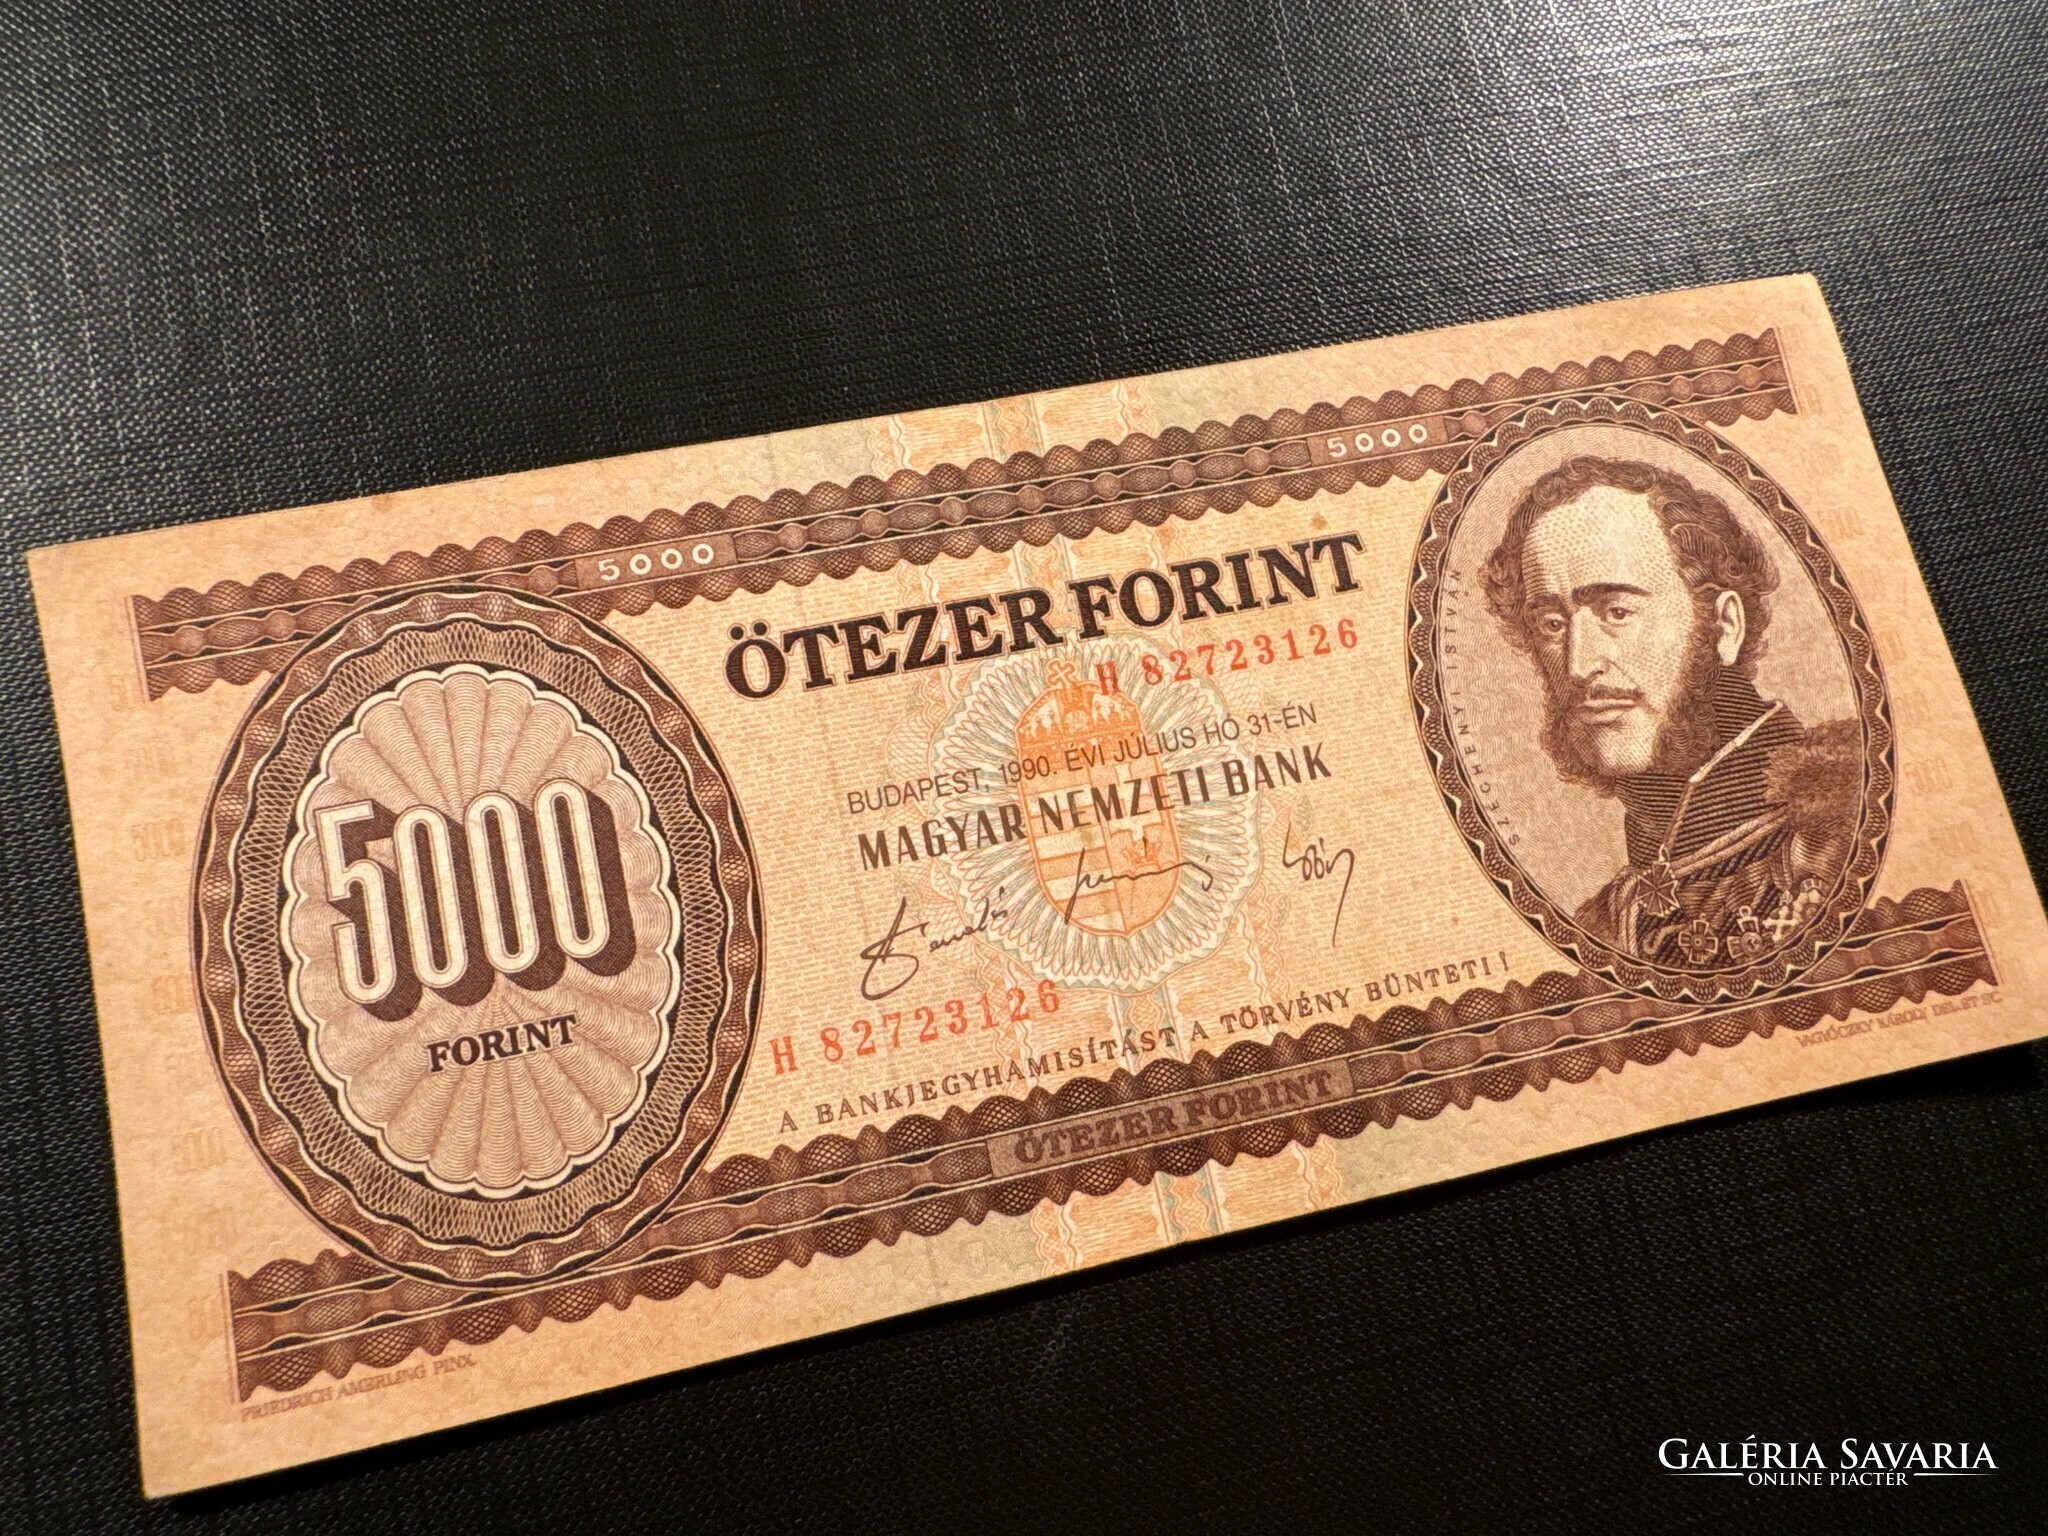 5000
5000
ÖTEZER FORINT
H 82723126
SZÉCHENYI ISTVÁN
BUDAPEST, 1990. ÉVI JÚLIUS HÓ 31-ÉN
MAGYAR NEMZETI BANK
5000
FORINT
H 82723126
A BANKJEGYHAMISÍTÁST A TÖRVÉNY BÜNTETI!
ÖTEZER FORINT
FRIEDRICH AMERLING PINX.
VAGÓCZKY KÁROLY DEL. ET SC.
GALÉRIA SAVARIA
ONLINE PIACTÉR